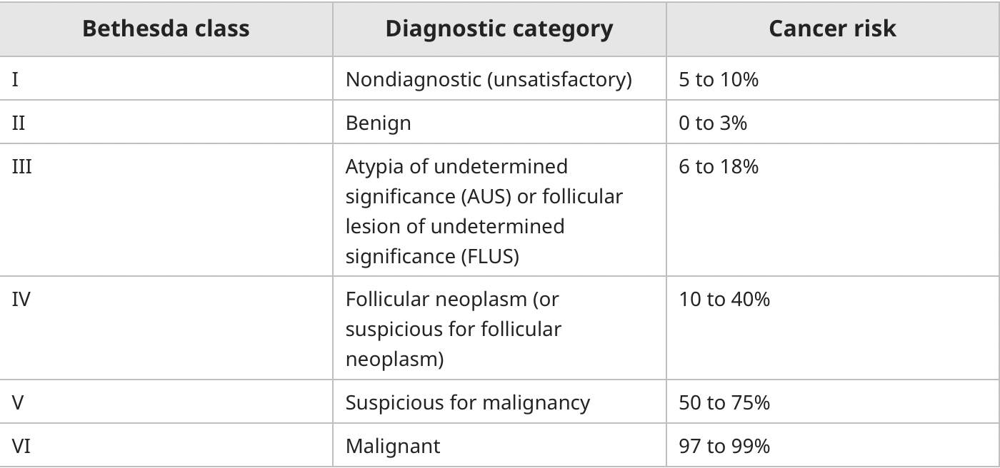 Bethesda class Diagnostic category Cancer risk
I Nondiagnostic (unsatisfactory) 5 to 10%
II Benign 0 to 3%
III Atypia of undetermined 6 to 18%
significance (AUS) or follicular
lesion of undetermined
significance (FLUS)
IV Follicular neoplasm (or 10 to 40%
suspicious for follicular
neoplasm)
V Suspicious for malignancy 50 to 75%
VI Malignant 97 to 99%